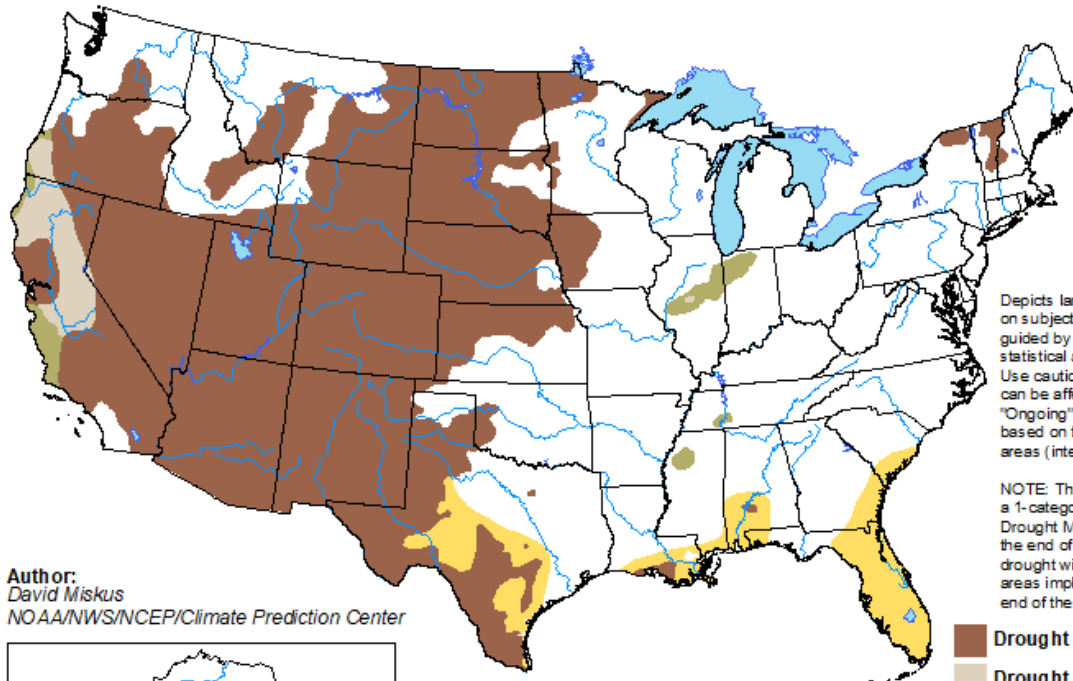 Depicts la
on subject
guided by
statistical a
Use cautio
can be affe
"Ongoing"
based on t
areas (inte
NOTE: Th
a 1-catego
Drought M
the end of
drought wi
areas impl
end of the
Author:
David Miskus
NOAA/NWS/NCEP/Climate Prediction Center
Drought
Drought